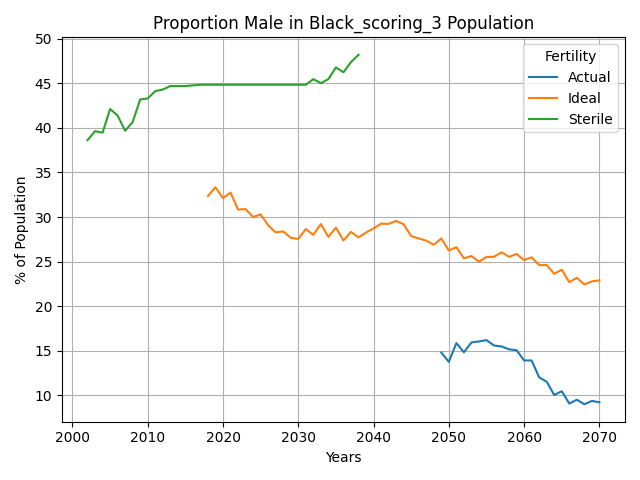 Proportion Male in Black_scoring_3 Population
% of Population
50
45
40
35
30
25
20
15
10
2000 2010 2020 2030 2040 2050 2060 2070
Years
Fertility
Actual
Ideal
Sterile